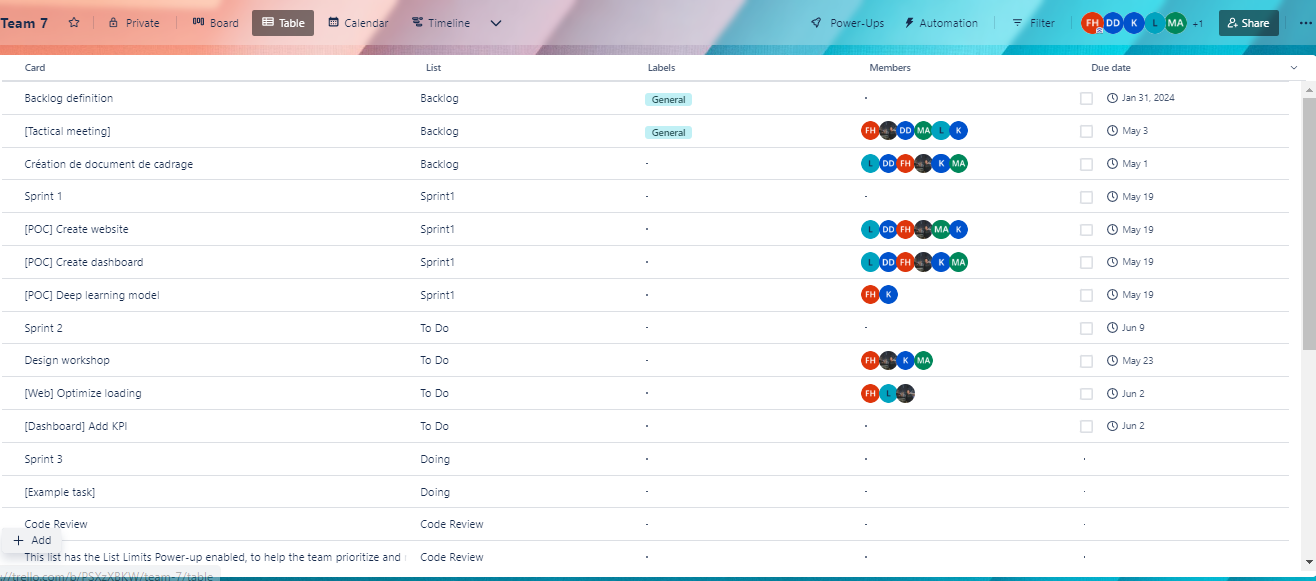 Team 7 Private Board Table Calendar Timeline Power-Ups Automation Filter FH DD K L MA +1 Share
Card List Labels Members Due date
Backlog definition Backlog General Jan 31, 2024
[Tactical meeting] Backlog General FH DD MA L K May 3
Création de document de cadrage Backlog L DD FH K MA May 1
Sprint 1 Sprint1 May 19
[POC] Create website Sprint1 L DD FH MA K May 19
[POC] Create dashboard Sprint1 L DD FH K MA May 19
[POC] Deep learning model Sprint1 FH K May 19
Sprint 2 To Do Jun 9
Design workshop To Do FH K MA May 23
[Web] Optimize loading To Do FH L Jun 2
[Dashboard] Add KPI To Do Jun 2
Sprint 3 Doing
[Example task] Doing
Code Review Code Review
+ Add
This list has the List Limits Power-up enabled, to help the team prioritize and Code Review
//trello.com/b/PSXzXBKW/team-7/table